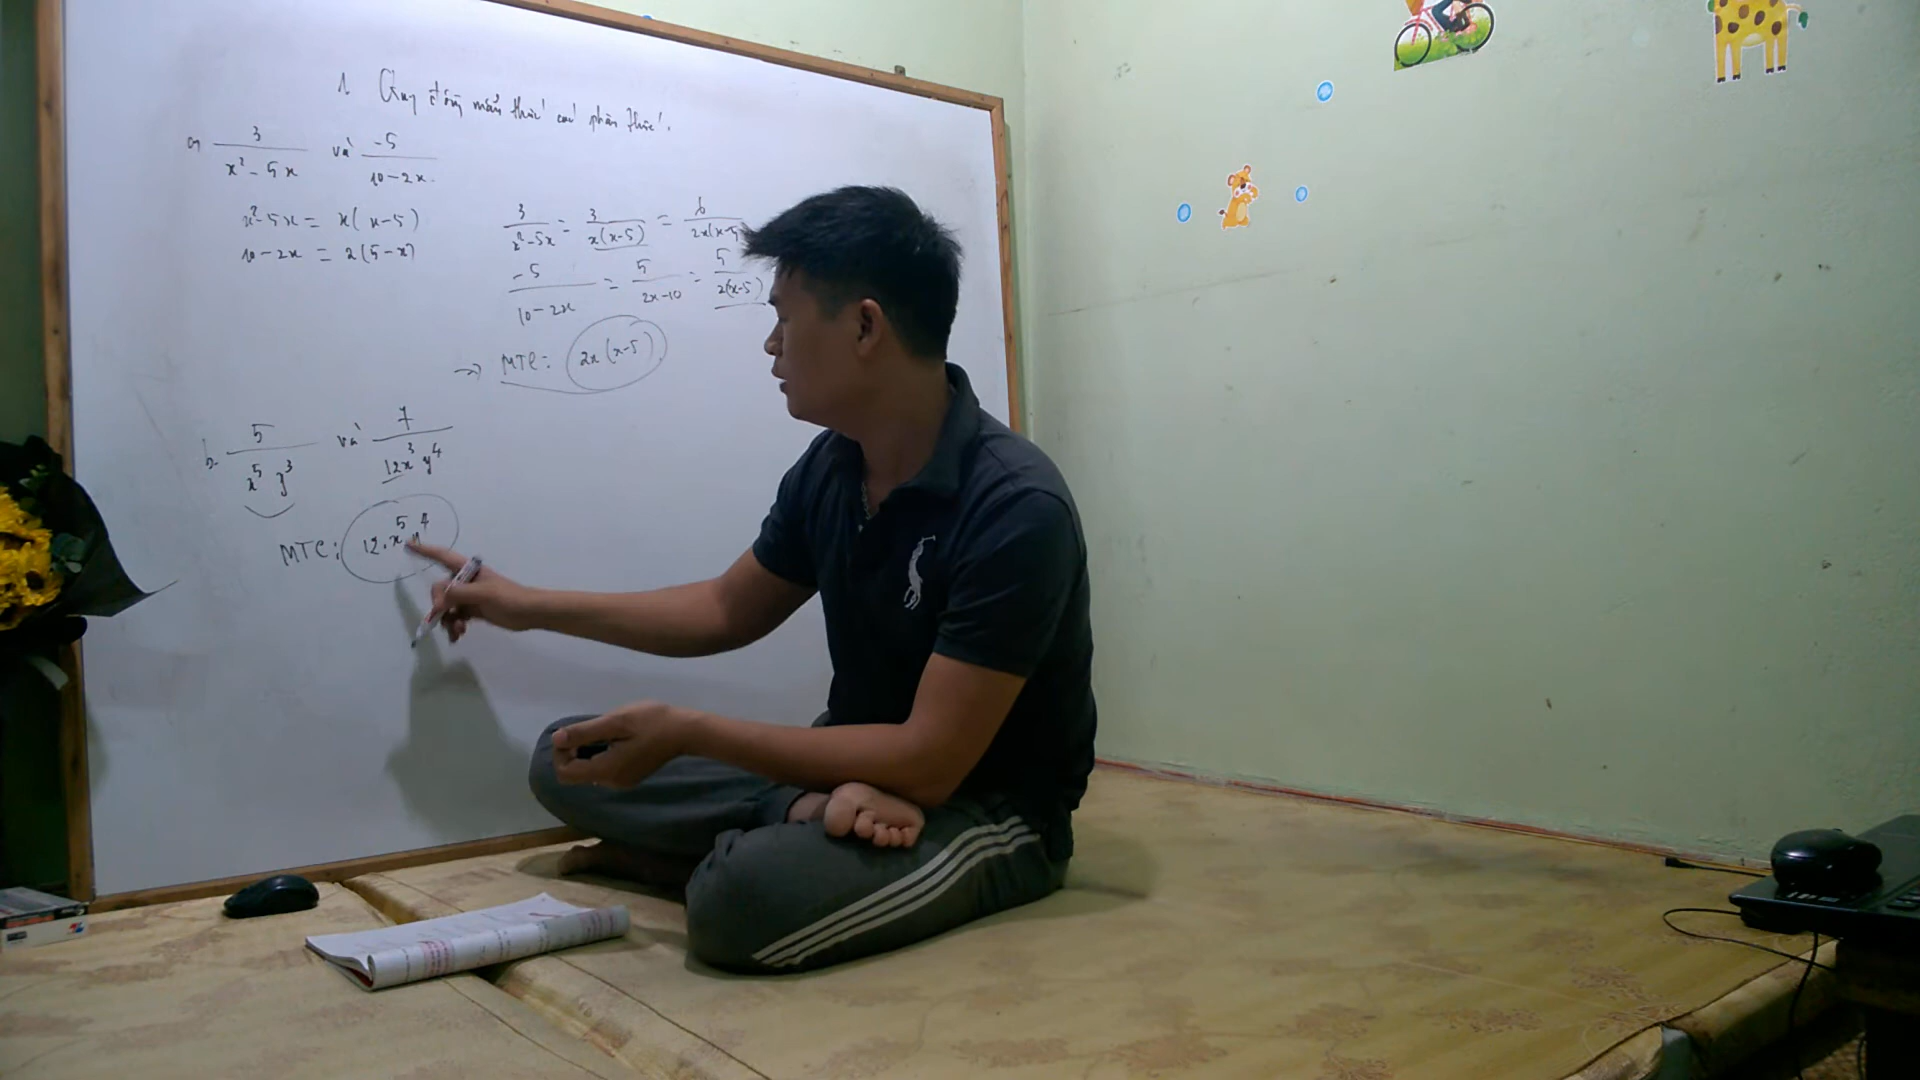 1. Quy đồng mẫu thức các phân thức.
a, 3/(x² - 5x) và -5/(10 - 2x)
x² - 5x = x(x - 5)
10 - 2x = 2(5 - x)
3/(x² - 5x) = 3/(x(x - 5)) = 6/(2x(x - 5
-5/(10 - 2x) = 5/(2x - 10) = 5/(2(x - 5))
→ MTC: 2x(x - 5)
b. 5/(x⁵y³) và 7/(12x³y⁴)
MTC: 12.x⁵y⁴